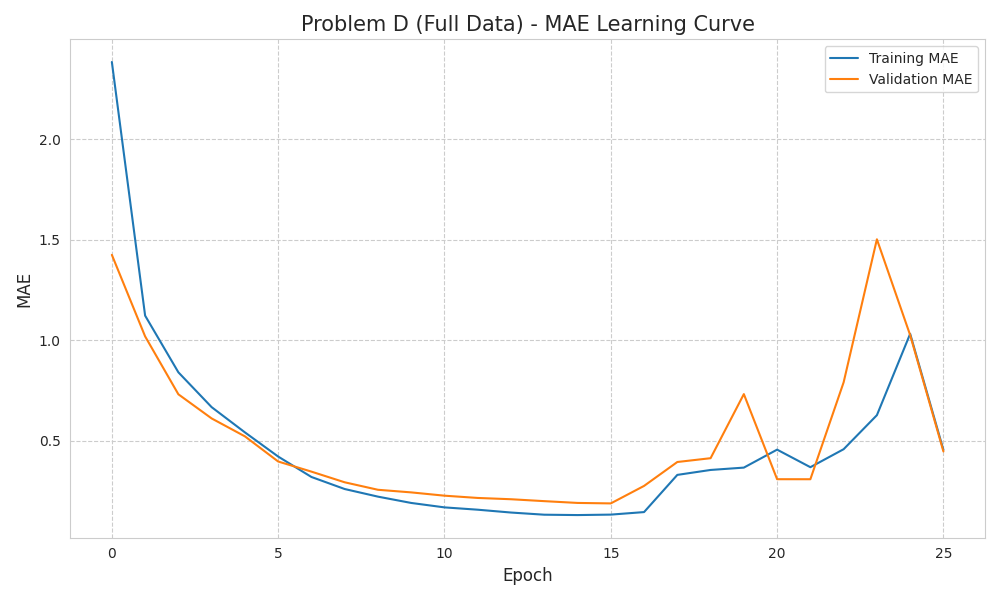 Problem D (Full Data) - MAE Learning Curve
Training MAE
Validation MAE
2.0
1.5
1.0
0.5
MAE
0 5 10 15 20 25
Epoch